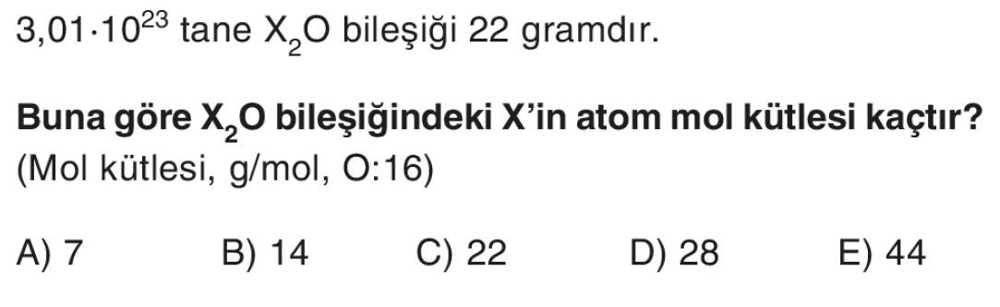 3,01·10²³ tane X₂O bileşiği 22 gramdır.
Buna göre X₂O bileşiğindeki X’in atom mol kütlesi kaçtır?
(Mol kütlesi, g/mol, O:16)
A) 7 B) 14 C) 22 D) 28 E) 44